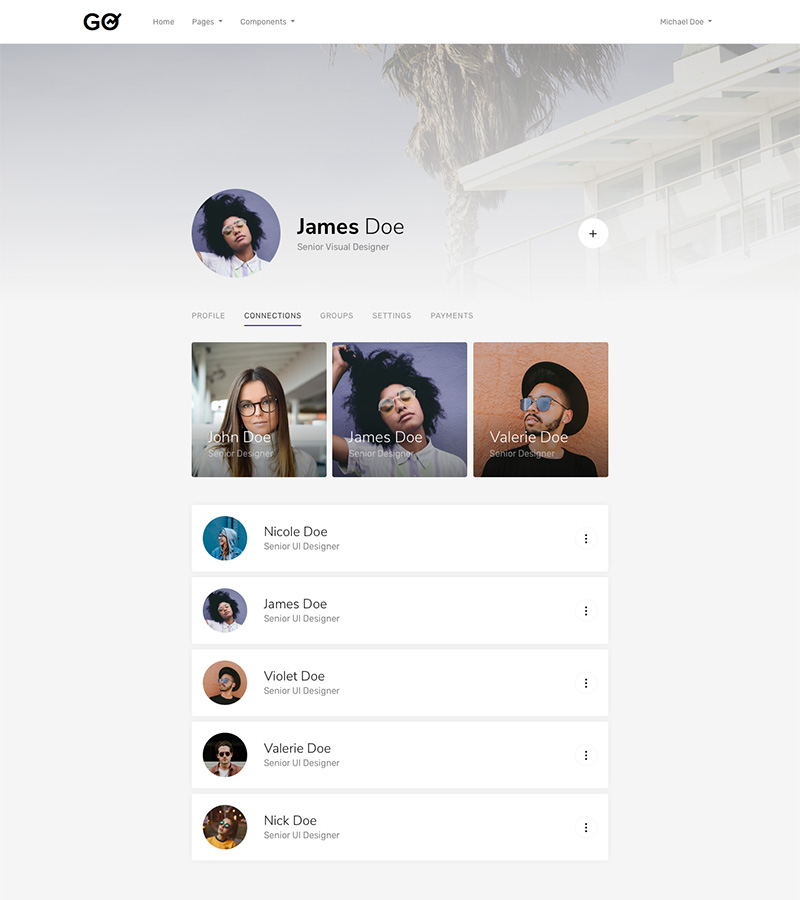 GO
Home Pages Components Michael Doe
James Doe
Senior Visual Designer
PROFILE CONNECTIONS GROUPS SETTINGS PAYMENTS
John Doe
Senior Designer
James Doe
Senior Designer
Valerie Doe
Senior Designer
Nicole Doe
Senior UI Designer
James Doe
Senior UI Designer
Violet Doe
Senior UI Designer
Valerie Doe
Senior UI Designer
Nick Doe
Senior UI Designer